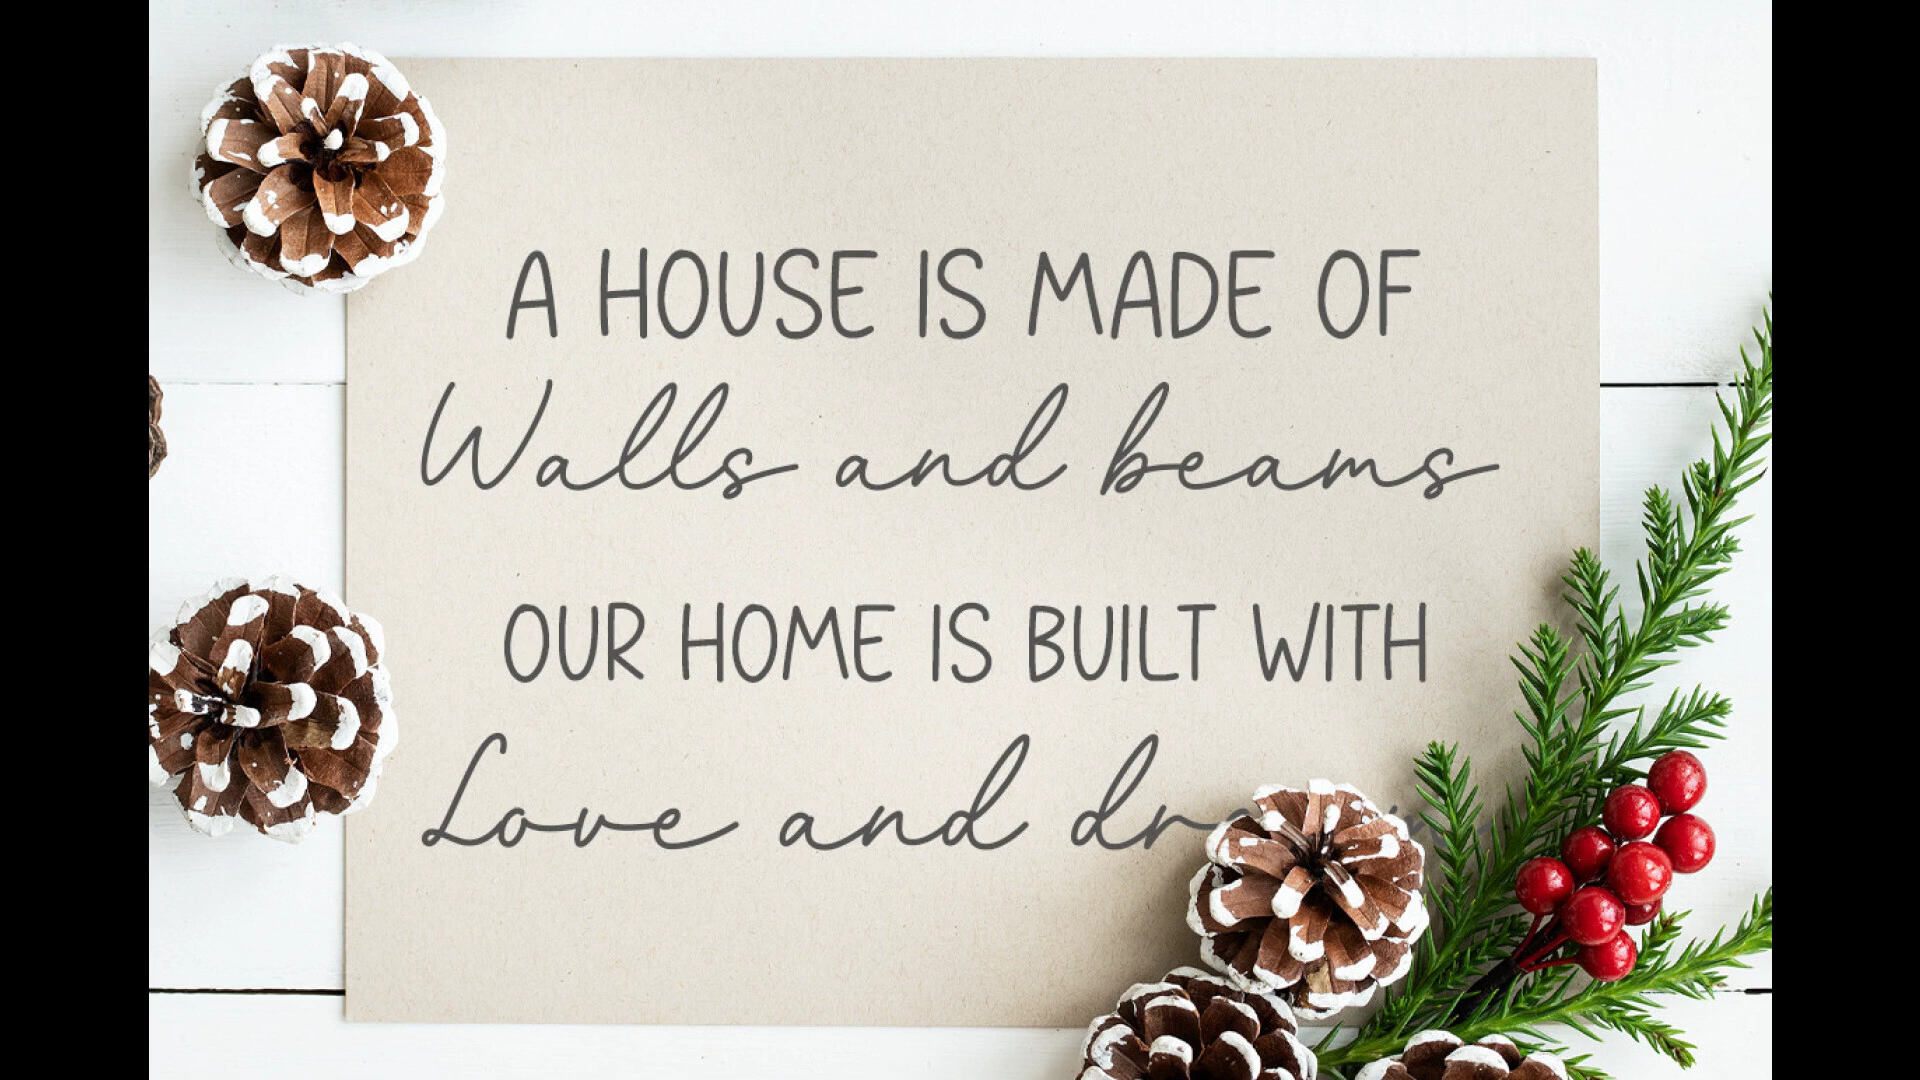 A HOUSE IS MADE OF
Walls and beams
OUR HOME IS BUILT WITH
Love and